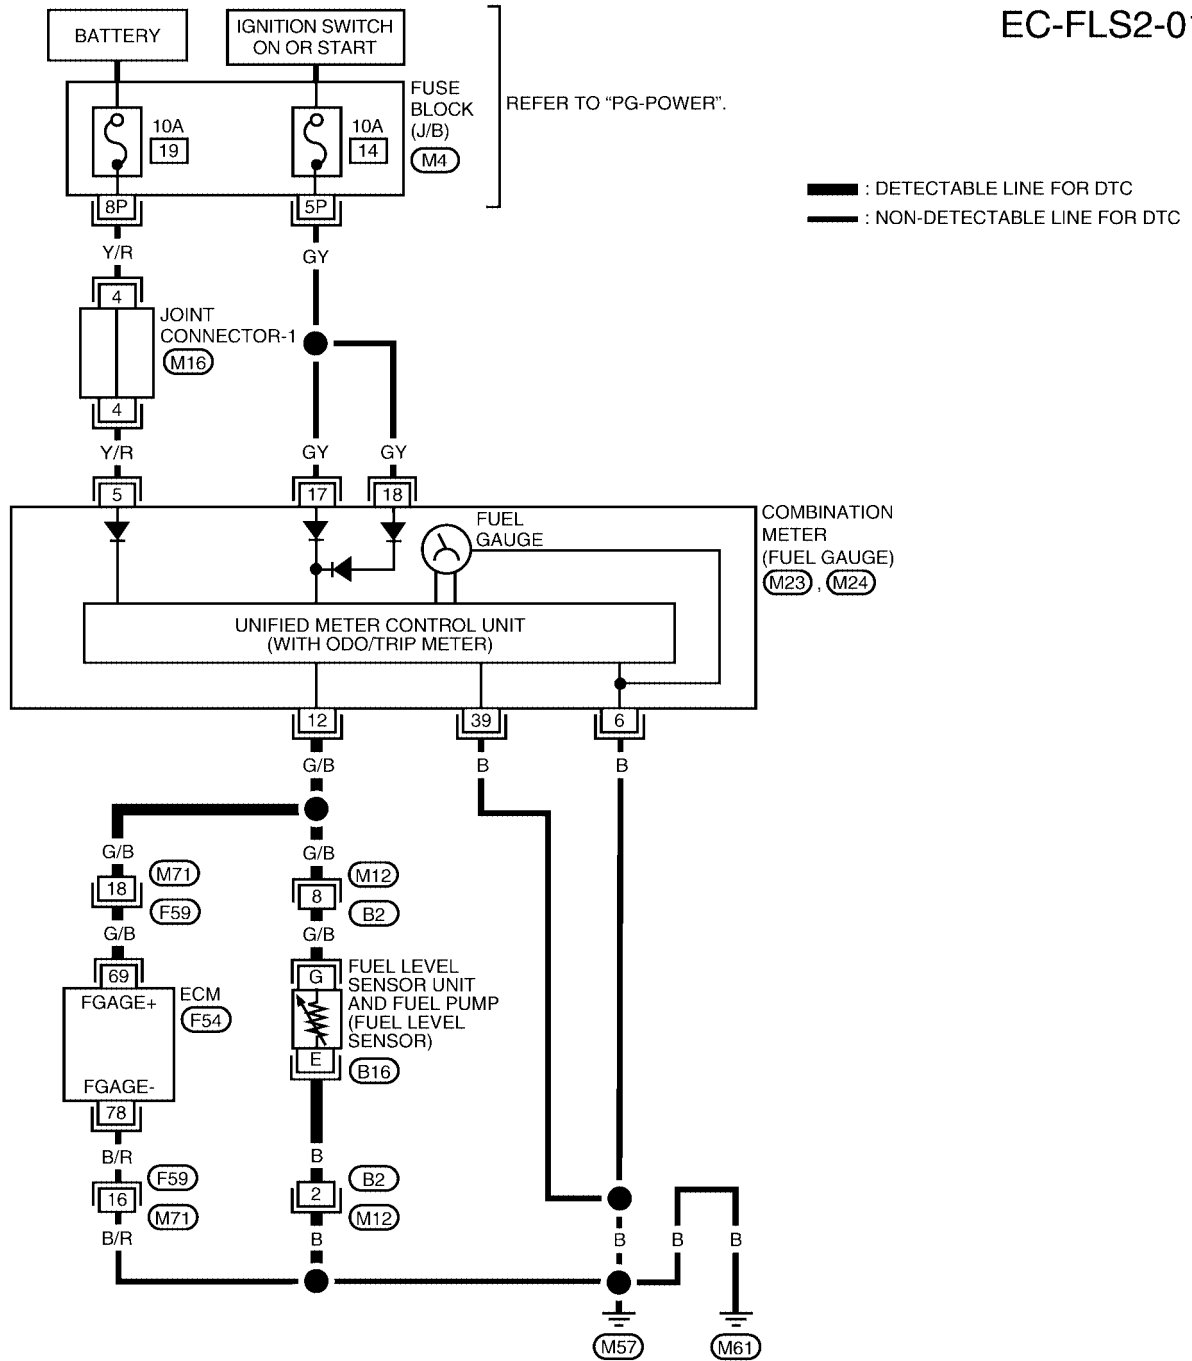 EC-FLS2-01
BATTERY
IGNITION SWITCH
ON OR START
FUSE
BLOCK
(J/B)
M4
REFER TO “PG-POWER”.
10A
19
10A
14
: DETECTABLE LINE FOR DTC
: NON-DETECTABLE LINE FOR DTC
8P
5P
Y/R
GY
4
JOINT
CONNECTOR-1
M16
4
Y/R
GY
GY
5
17
18
FUEL
GAUGE
COMBINATION
METER
(FUEL GAUGE)
M23 , M24
UNIFIED METER CONTROL UNIT
(WITH ODO/TRIP METER)
12
39
6
G/B
B
B
G/B
G/B
M71
18
F59
M12
8
B2
G/B
G/B
69
FGAGE+
ECM
F54
FGAGE-
78
G
FUEL LEVEL
SENSOR UNIT
AND FUEL PUMP
(FUEL LEVEL
SENSOR)
E
B16
B/R
B
F59
16
M71
B2
2
M12
B/R
B
B
B
B
M57
M61